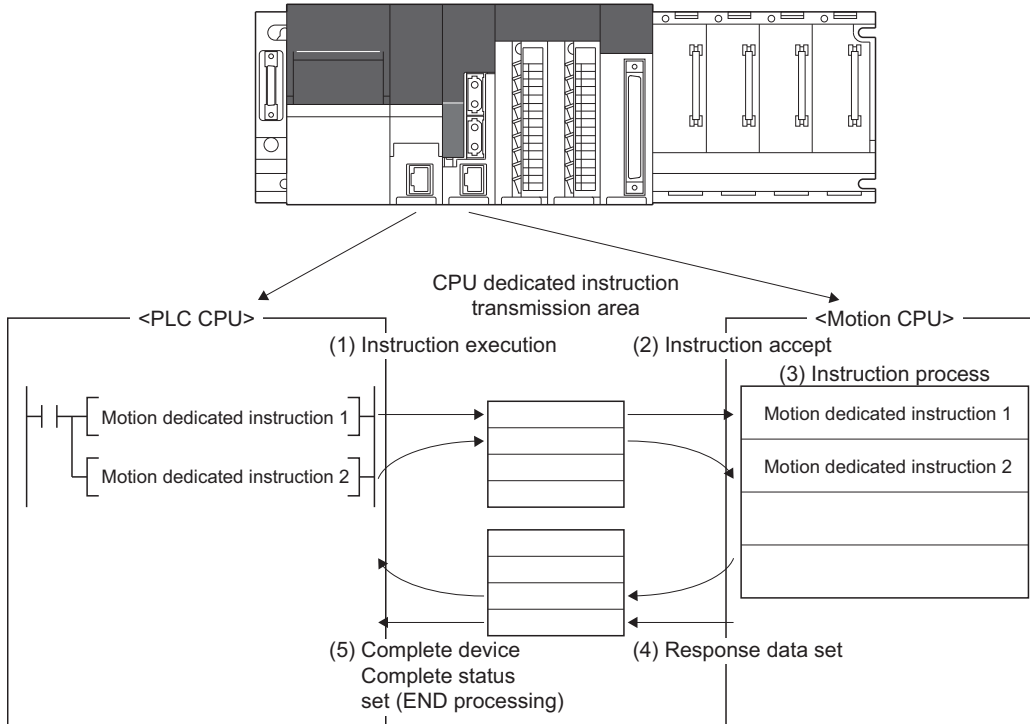 CPU dedicated instruction
transmission area
<PLC CPU>
<Motion CPU>
(1) Instruction execution
(2) Instruction accept
(3) Instruction process
Motion dedicated instruction 1
Motion dedicated instruction 1
Motion dedicated instruction 2
Motion dedicated instruction 2
(5) Complete device
Complete status
set (END processing)
(4) Response data set